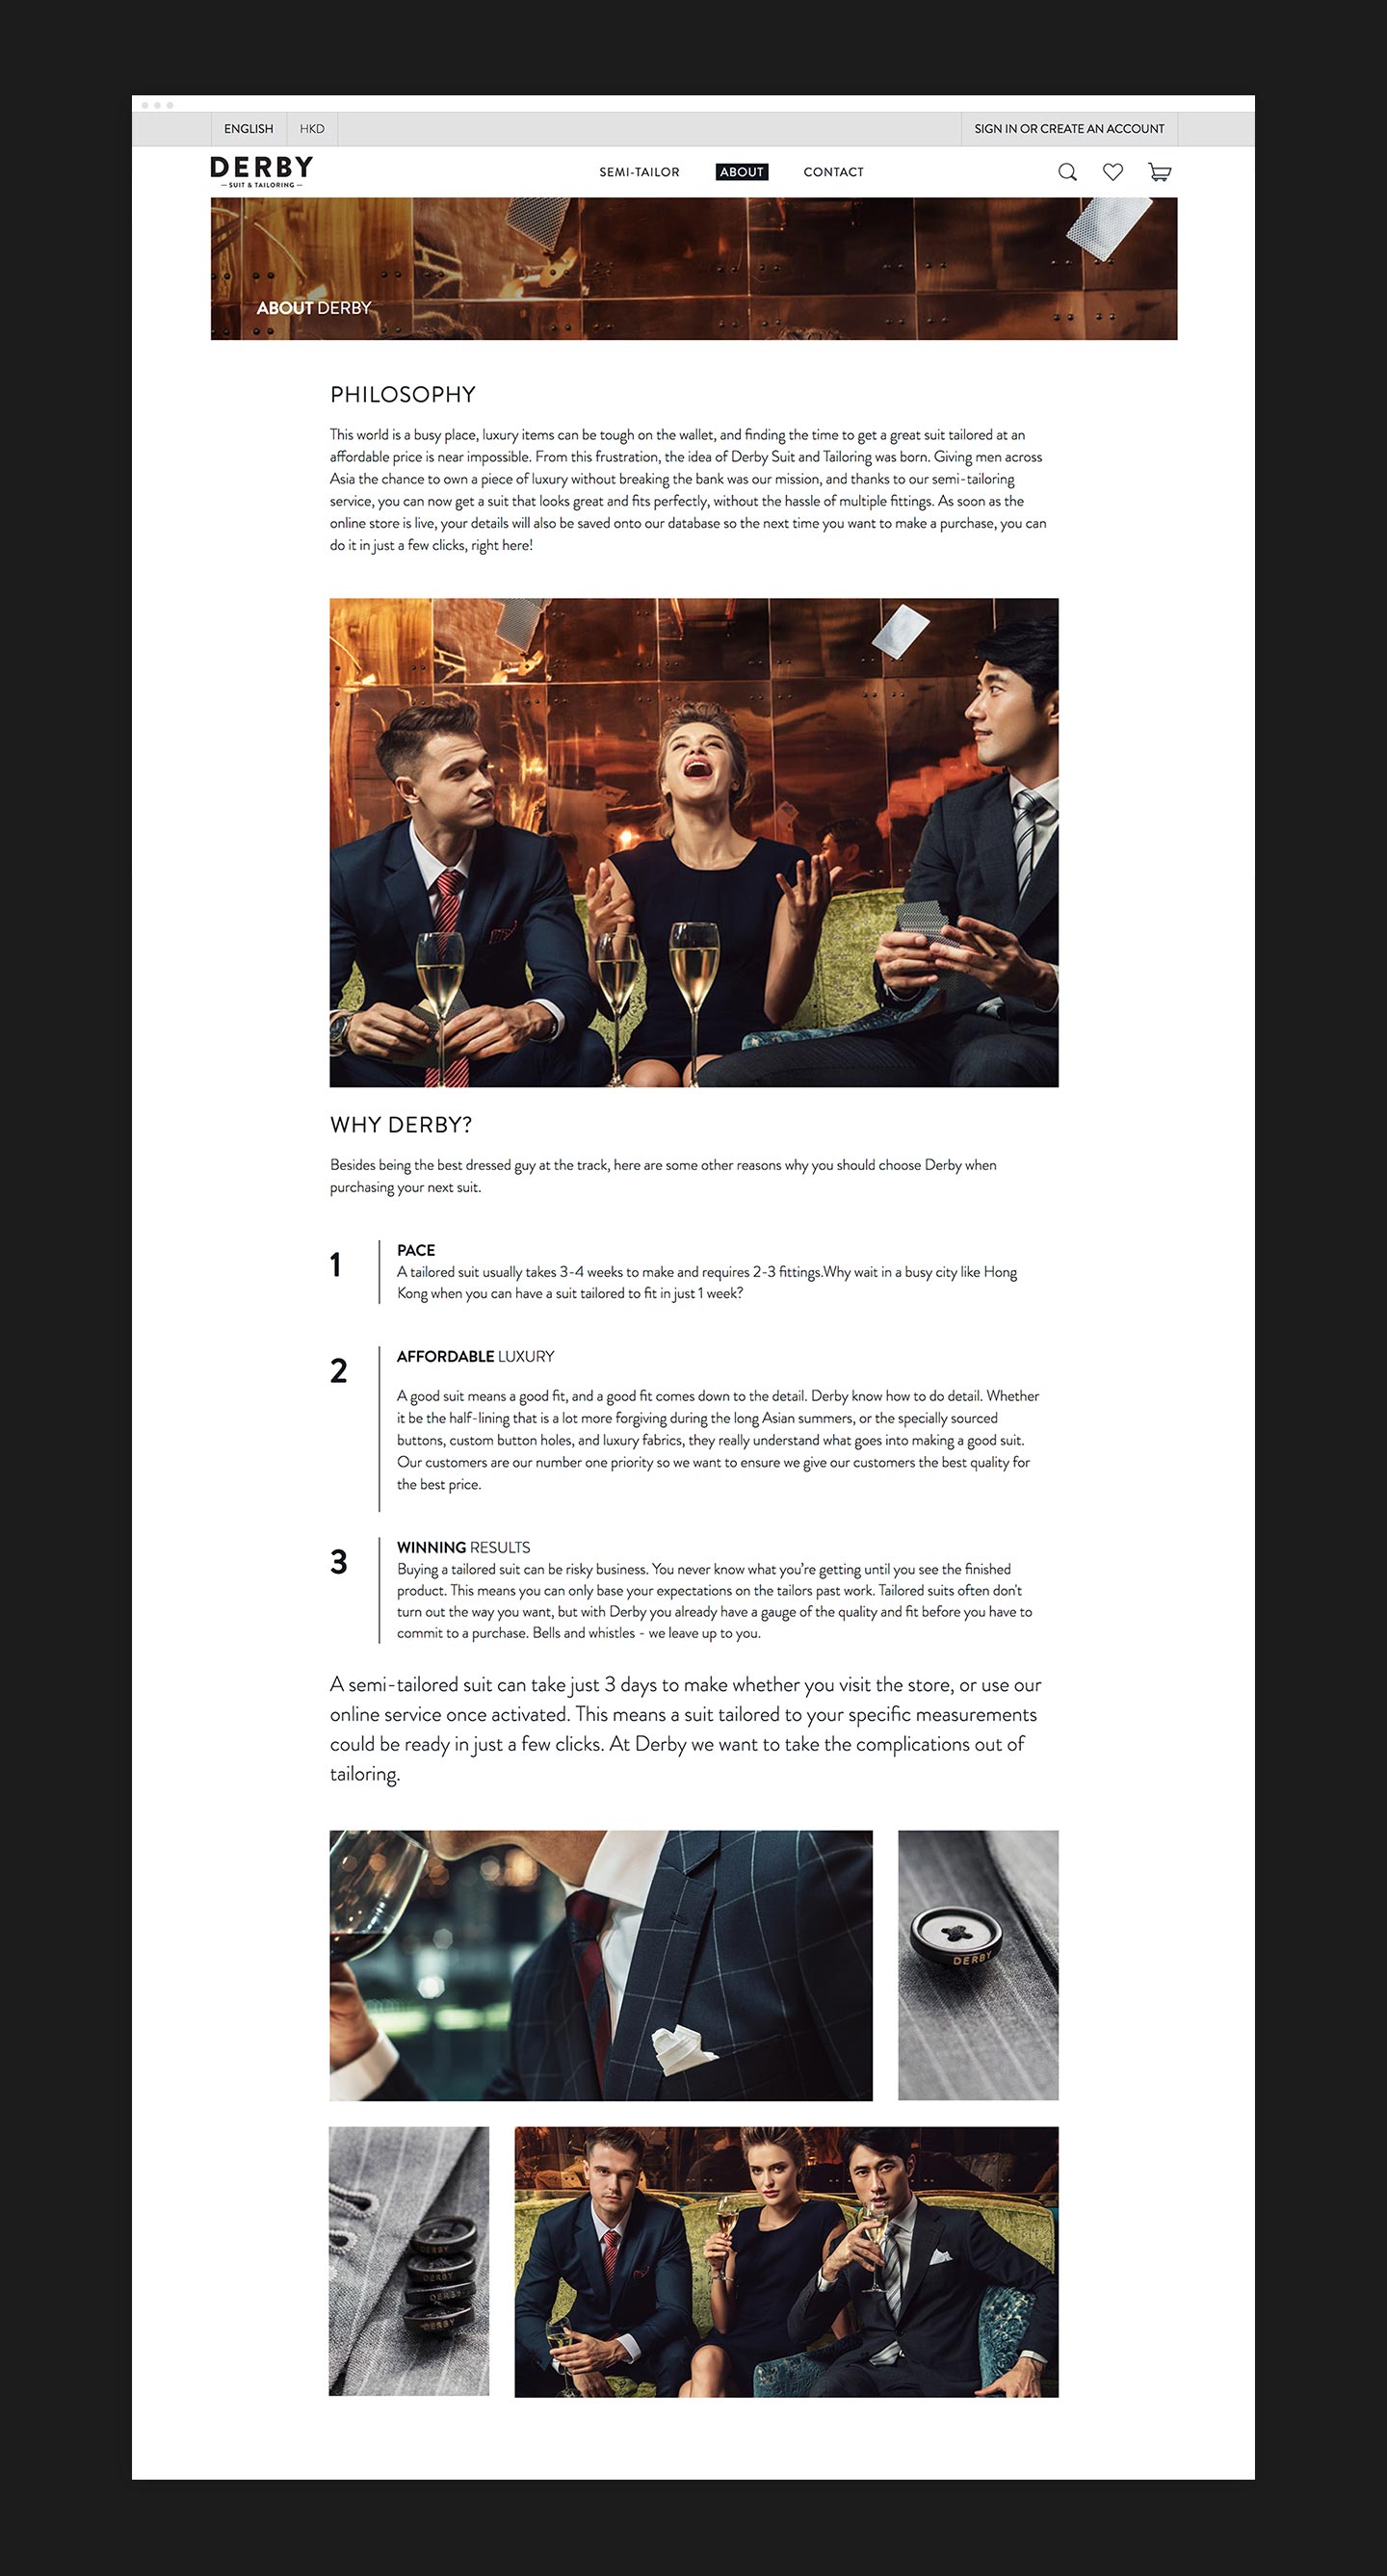 ENGLISH
HKD
SIGN IN OR CREATE AN ACCOUNT
DERBY
SUIT & TAILORING
SEMI-TAILOR
ABOUT
CONTACT
ABOUT DERBY
PHILOSOPHY
This world is a busy place, luxury items can be tough on the wallet, and finding the time to get a great suit tailored at an
affordable price is near impossible. From this frustration, the idea of Derby Suit and Tailoring was born. Giving men across
Asia the chance to own a piece of luxury without breaking the bank was our mission, and thanks to our semi-tailoring
service, you can now get a suit that looks great and fits perfectly, without the hassle of multiple fittings. As soon as the
online store is live, your details will also be saved onto our database so the next time you want to make a purchase, you can
do it in just a few clicks, right here!
WHY DERBY?
Besides being the best dressed guy at the track, here are some other reasons why you should choose Derby when
purchasing your next suit.
1
PACE
A tailored suit usually takes 3-4 weeks to make and requires 2-3 fittings.Why wait in a busy city like Hong
Kong when you can have a suit tailored to fit in just 1 week?
2
AFFORDABLE LUXURY
A good suit means a good fit, and a good fit comes down to the detail. Derby know how to do detail. Whether
it be the half-lining that is a lot more forgiving during the long Asian summers, or the specially sourced
buttons, custom button holes, and luxury fabrics, they really understand what goes into making a good suit.
Our customers are our number one priority so we want to ensure we give our customers the best quality for
the best price.
3
WINNING RESULTS
Buying a tailored suit can be risky business. You never know what you’re getting until you see the finished
product. This means you can only base your expectations on the tailors past work. Tailored suits often don't
turn out the way you want, but with Derby you already have a gauge of the quality and fit before you have to
commit to a purchase. Bells and whistles - we leave up to you.
A semi-tailored suit can take just 3 days to make whether you visit the store, or use our
online service once activated. This means a suit tailored to your specific measurements
could be ready in just a few clicks. At Derby we want to take the complications out of
tailoring.
DERBY
DERBY
DERBY
DERBY
DERBY